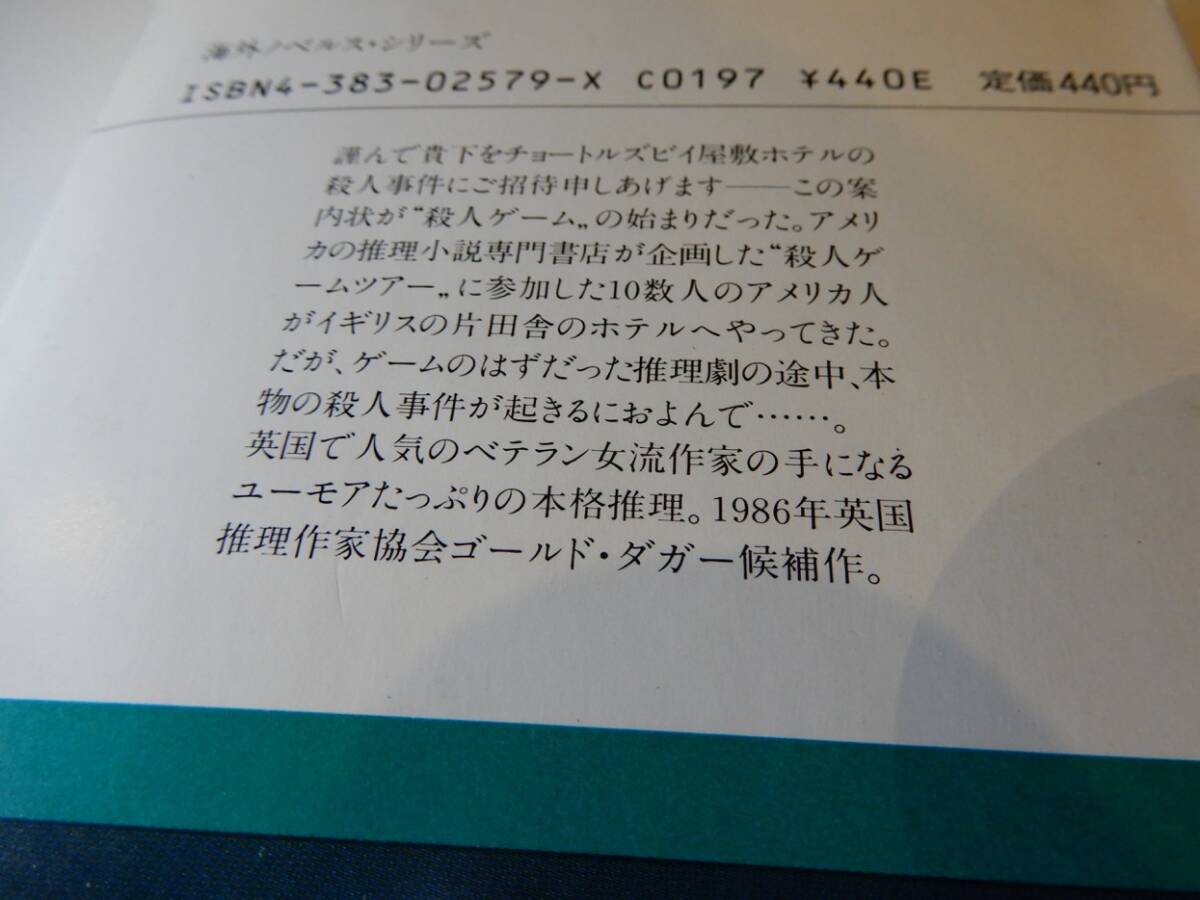 海外ノベルス・シリーズ
ISBN4-383-02579-X C0197 ¥440E 定価440円
謹んで貴下をチョートルズビイ屋敷ホテルの
殺人事件にご招待申しあげます――この案
内状が“殺人ゲーム„の始まりだった。アメリ
カの推理小説専門書店が企画した“殺人ゲ
ームツアー„に参加した10数人のアメリカ人
がイギリスの片田舎のホテルへやってきた。
だが、ゲームのはずだった推理劇の途中、本
物の殺人事件が起きるにおよんで……。
英国で人気のベテラン女流作家の手になる
ユーモアたっぷりの本格推理。1986年英国
推理作家協会ゴールド・ダガー候補作。